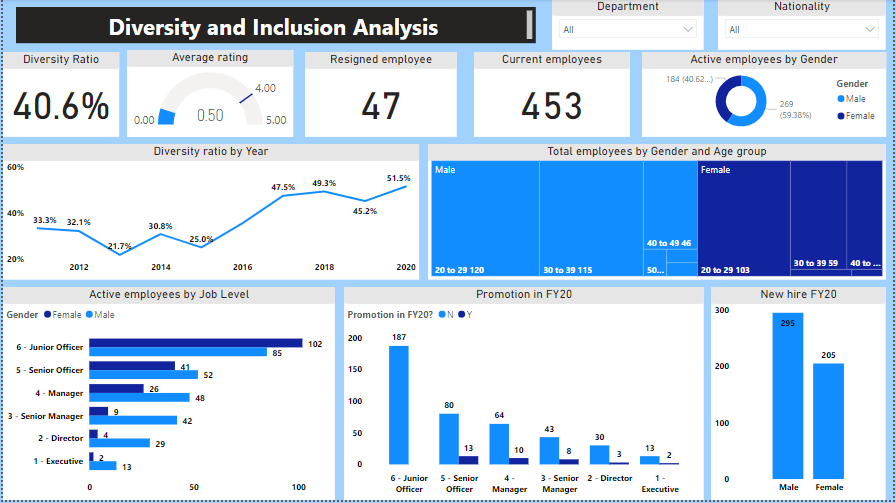 Diversity and Inclusion Analysis
Department
All
Nationality
All
Diversity Ratio
40.6%
Average rating
0.00
0.50
4.00
5.00
Resigned employee
47
Current employees
453
Active employees by Gender
184 (40.62...)
269
(59.38%)
Gender
Male
Female
Diversity ratio by Year
60%
40%
20%
33.3%
32.1%
21.7%
30.8%
25.0%
47.5%
49.3%
45.2%
51.5%
2012
2014
2016
2018
2020
Total employees by Gender and Age group
Male
20 to 29 120
30 to 39 115
40 to 49 46
50...
Female
20 to 29 103
30 to 39 59
40 to ...
Active employees by Job Level
Gender Female Male
6 - Junior Officer
102
85
5 - Senior Officer
41
52
4 - Manager
26
48
3 - Senior Manager
9
42
2 - Director
4
29
1 - Executive
2
13
0
50
100
Promotion in FY20
Promotion in FY20? N Y
200
150
100
50
0
187
80
13
64
10
43
8
30
3
13
2
6 - Junior
Officer
5 - Senior
Officer
4 -
Manager
3 - Senior
Manager
2 - Director
1 -
Executive
New hire FY20
300
200
100
0
295
205
Male
Female